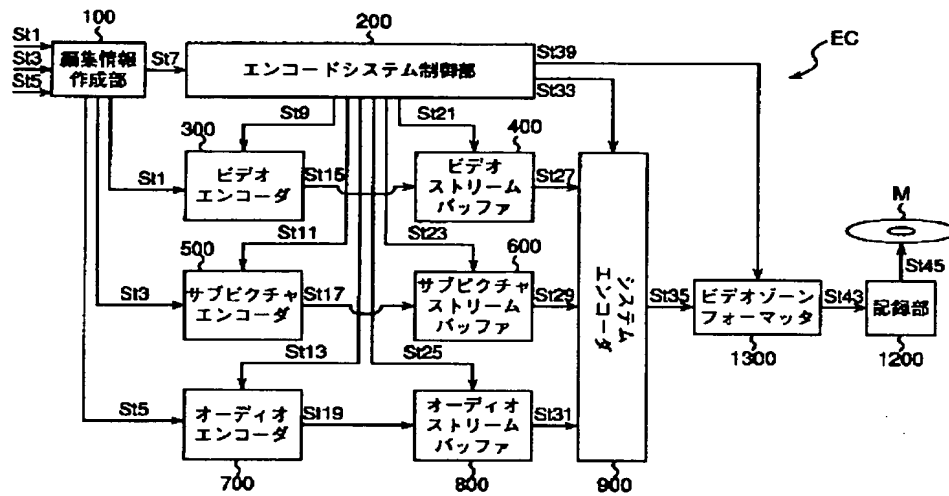 100
200
EC
St1
St3
St5
編集情報
作成部
St7
エンコードシステム制御部
St39
St33
St9
St21
300
400
ビデオ
エンコーダ
St1
St15
ビデオ
ストリーム
バッファ
St27
St11
St23
M
500
600
サブピクチャ
エンコーダ
St3
St17
サブピクチャ
ストリーム
バッファ
St29
システム
エンコーダ
St35
ビデオゾーン
フォーマッタ
St43
St45
記録部
1300
1200
St13
St25
オーディオ
エンコーダ
St5
St19
オーディオ
ストリーム
バッファ
St31
700
800
900